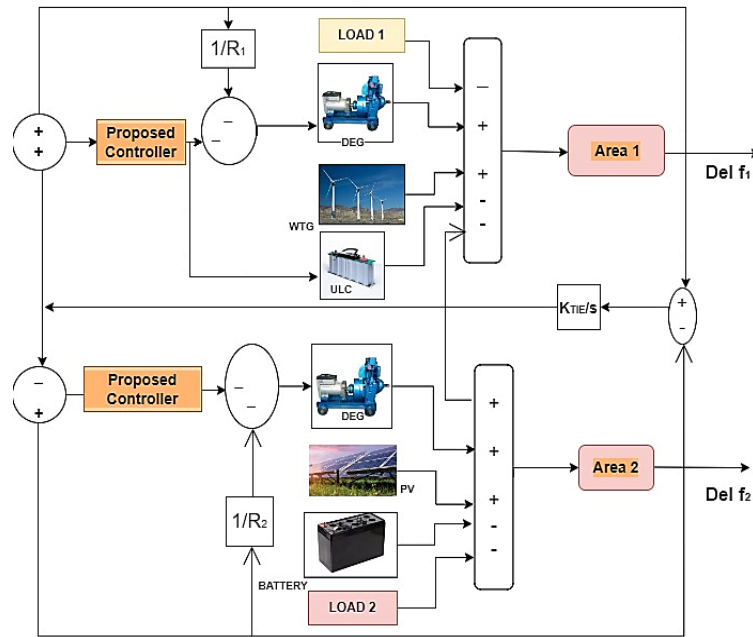 LOAD 1
1/R1
+
+
Proposed
Controller
−
−
DEG
−
+
+
-
-
WTG
ULC
Area 1
Del f1
KTIE/s
+
-
−
+
Proposed
Controller
−
−
DEG
+
+
+
-
-
PV
1/R2
BATTERY
LOAD 2
Area 2
Del f2